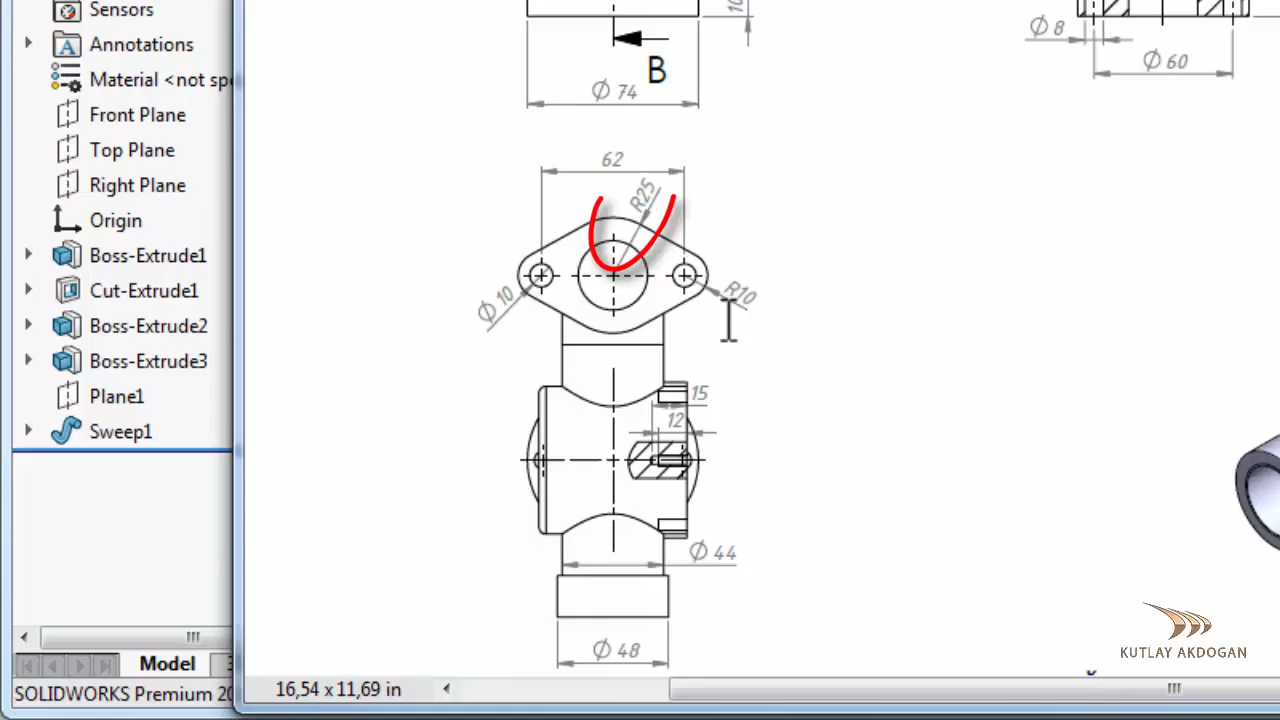 Sensors
Annotations
Material <not spe
Front Plane
Top Plane
Right Plane
Origin
Boss-Extrude1
Cut-Extrude1
Boss-Extrude2
Boss-Extrude3
Plane1
Sweep1
Model
SOLIDWORKS Premium 20
10
B
Ø 74
Ø 8
Ø 60
62
R25
Ø 10
R10
15
12
Ø 44
Ø 48
KUTLAY AKDOGAN
16,54 x 11,69 in